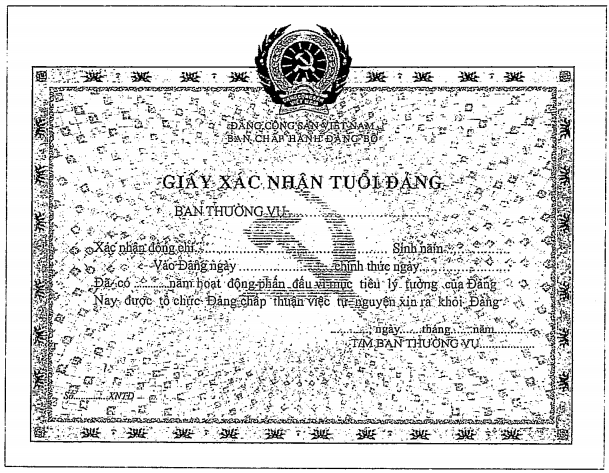 ĐẢNG CỘNG SẢN VIỆT NAM
BAN CHẤP HÀNH ĐẢNG BỘ
GIẤY XÁC NHẬN TUỔI ĐẢNG
BAN THƯỜNG VỤ..............................
Xác nhận đồng chí.................................................. Sinh năm....................
Vào Đảng ngày......................... chính thức ngày.......................
Đã có ..........năm hoạt động phấn đấu vì mục tiêu lý tưởng của Đảng
Nay được tổ chức Đảng chấp thuận việc tự nguyện xin ra khỏi Đảng
............, ngày.......tháng.......năm..........
T/M BAN THƯỜNG VỤ................
Số............XNTĐ